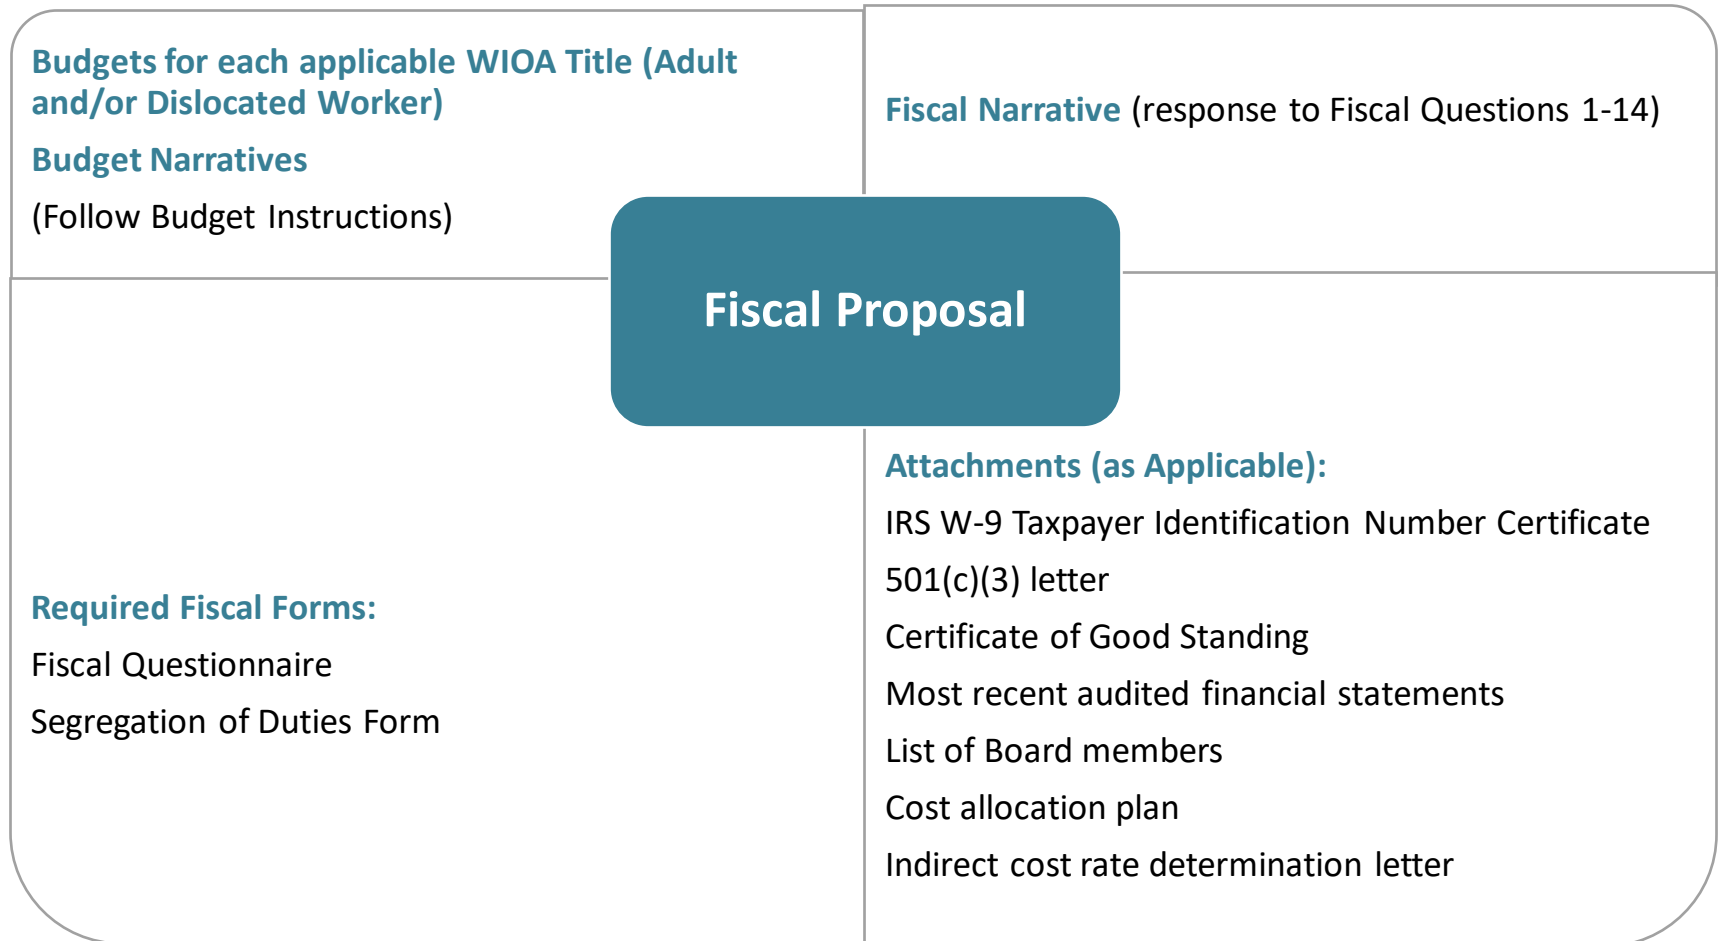 Budgets for each applicable WIOA Title (Adult
and/or Dislocated Worker)
Budget Narratives
(Follow Budget Instructions)
Fiscal Narrative (response to Fiscal Questions 1-14)
Fiscal Proposal
Required Fiscal Forms:
Fiscal Questionnaire
Segregation of Duties Form
Attachments (as Applicable):
IRS W-9 Taxpayer Identification Number Certificate
501(c)(3) letter
Certificate of Good Standing
Most recent audited financial statements
List of Board members
Cost allocation plan
Indirect cost rate determination letter